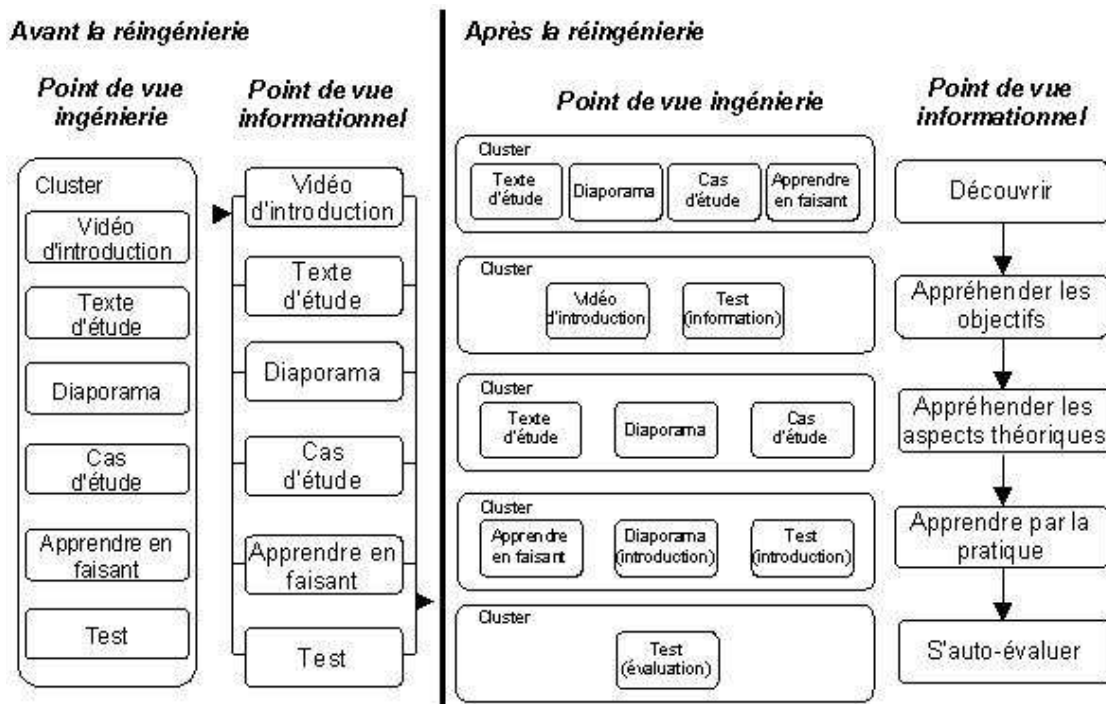 Avant la réingénierie
Après la réingénierie
Point de vue
ingénierie
Point de vue
informationnel
Point de vue ingénierie
Point de vue
informationnel
Cluster
Vidéo
d'introduction
Texte
d'étude
Diaporama
Cas
d'étude
Apprendre en
faisant
Test
Vidéo
d'introduction
Texte
d'étude
Diaporama
Cas
d'étude
Apprendre en
faisant
Test
Cluster
Texte
d'étude
Diaporama
Cas
d'étude
Apprendre
en faisant
Découvrir
Cluster
Vidéo
d'introduction
Test
(information)
Appréhender les
objectifs
Cluster
Texte
d'étude
Diaporama
Cas
d'étude
Appréhender les
aspects théoriques
Cluster
Apprendre
en faisant
Diaporama
(introduction)
Test
(introduction)
Apprendre par la
pratique
Cluster
Test
(évaluation)
S'auto-évaluer